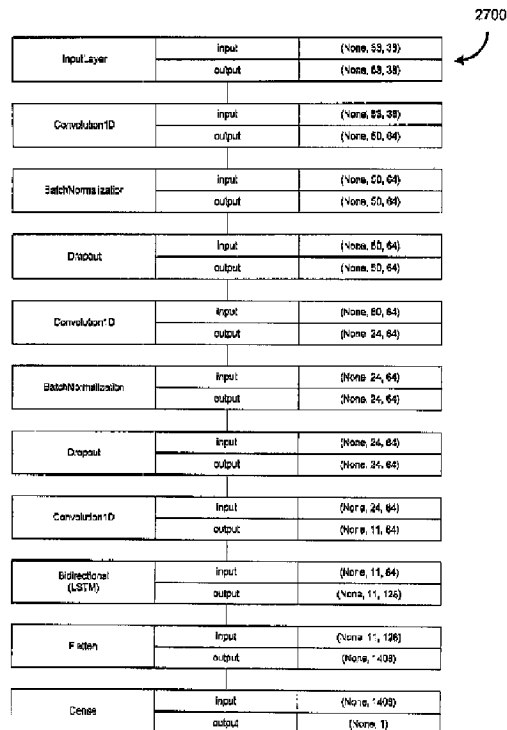 2700
InputLayer
input
(None, 53, 38)
output
(None, 53, 38)
Convolution1D
input
(None, 53, 38)
output
(None, 50, 64)
BatchNormalization
input
(None, 50, 64)
output
(None, 50, 64)
Dropout
input
(None, 50, 64)
output
(None, 50, 64)
Convolution1D
input
(None, 50, 64)
output
(None, 24, 64)
BatchNormalization
input
(None, 24, 64)
output
(None, 24, 64)
Dropout
input
(None, 24, 64)
output
(None, 24, 64)
Convolution1D
input
(None, 24, 64)
output
(None, 11, 64)
Bidirectional
(LSTM)
input
(None, 11, 64)
output
(None, 11, 128)
Flatten
input
(None, 11, 128)
output
(None, 1408)
Dense
input
(None, 1408)
output
(None, 1)